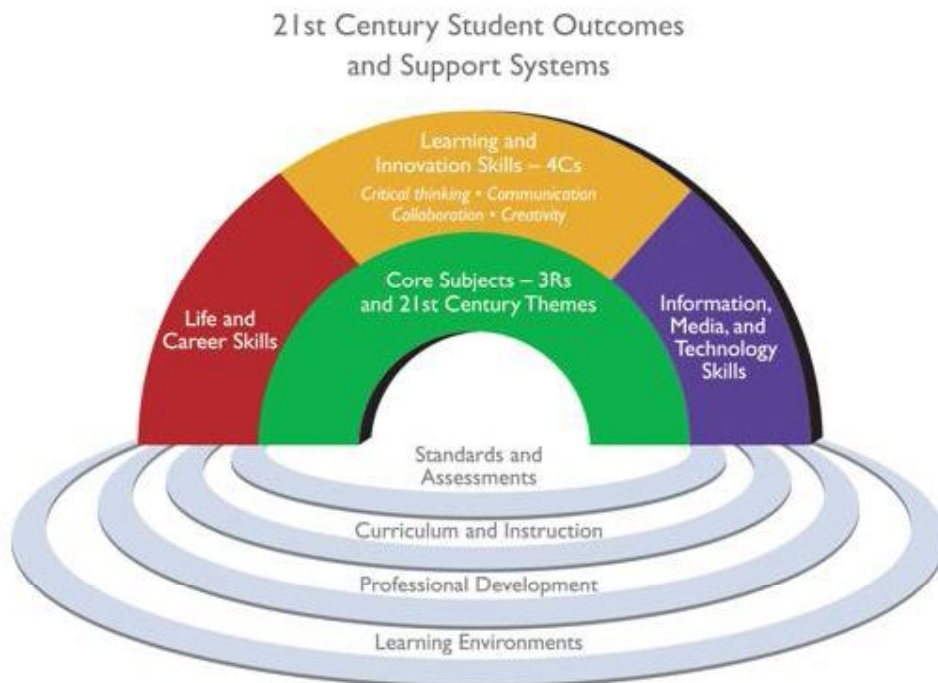 21st Century Student Outcomes
and Support Systems
Learning and
Innovation Skills – 4Cs
Critical thinking • Communication
Collaboration • Creativity
Core Subjects – 3Rs
and 21st Century Themes
Life and
Career Skills
Information,
Media, and
Technology
Skills
Standards and
Assessments
Curriculum and Instruction
Professional Development
Learning Environments